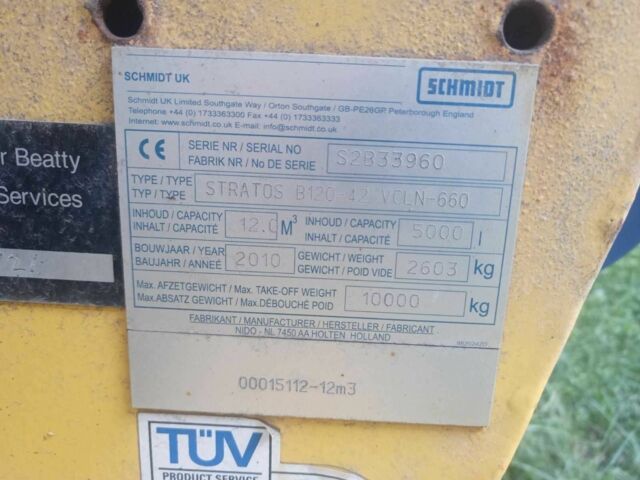 SCHMIDT UK
SCHMIDT
Schmidt UK Limited Southgate Way / Orton Southgate / GB-PE26GP Peterborough England
Telephone +44 (0) 1733363300 Fax +44 (0) 1733363333
Internet: www.schmidt.co.uk E-mail: info@schmidt.co.uk
CE SERIE NR / SERIAL NO
FABRIK NR / No DE SERIE S2B33960
TYPE / TYPE
TYP / TYPE STRATOS B120-42 VCLN-660
INHOUD / CAPACITY
INHALT / CAPACITY 12.0 M3 INHOUD / CAPACITY
INHALT / CAPACITY 5000 l
BOUWJAAR / YEAR
BAUJAHR / ANNEÉ 2010 GEWICHT / WEIGHT
GEWICHT / POID VIDE 2603 kg
Max. AFZETGEWICHT / Max. TAKE-OFF WEIGHT
Max. ABSATZ GEWICHT / Max. DÉBOUCHÉ POID 10000 kg
FABRIKANT / MANUFACTURER / HERSTELLER / FABRICANT
NIDO - NL 7450 AA HOLTEN HOLLAND
00015112-12m3
r Beatty
Services
TÜV
PRODUCT SERVICE